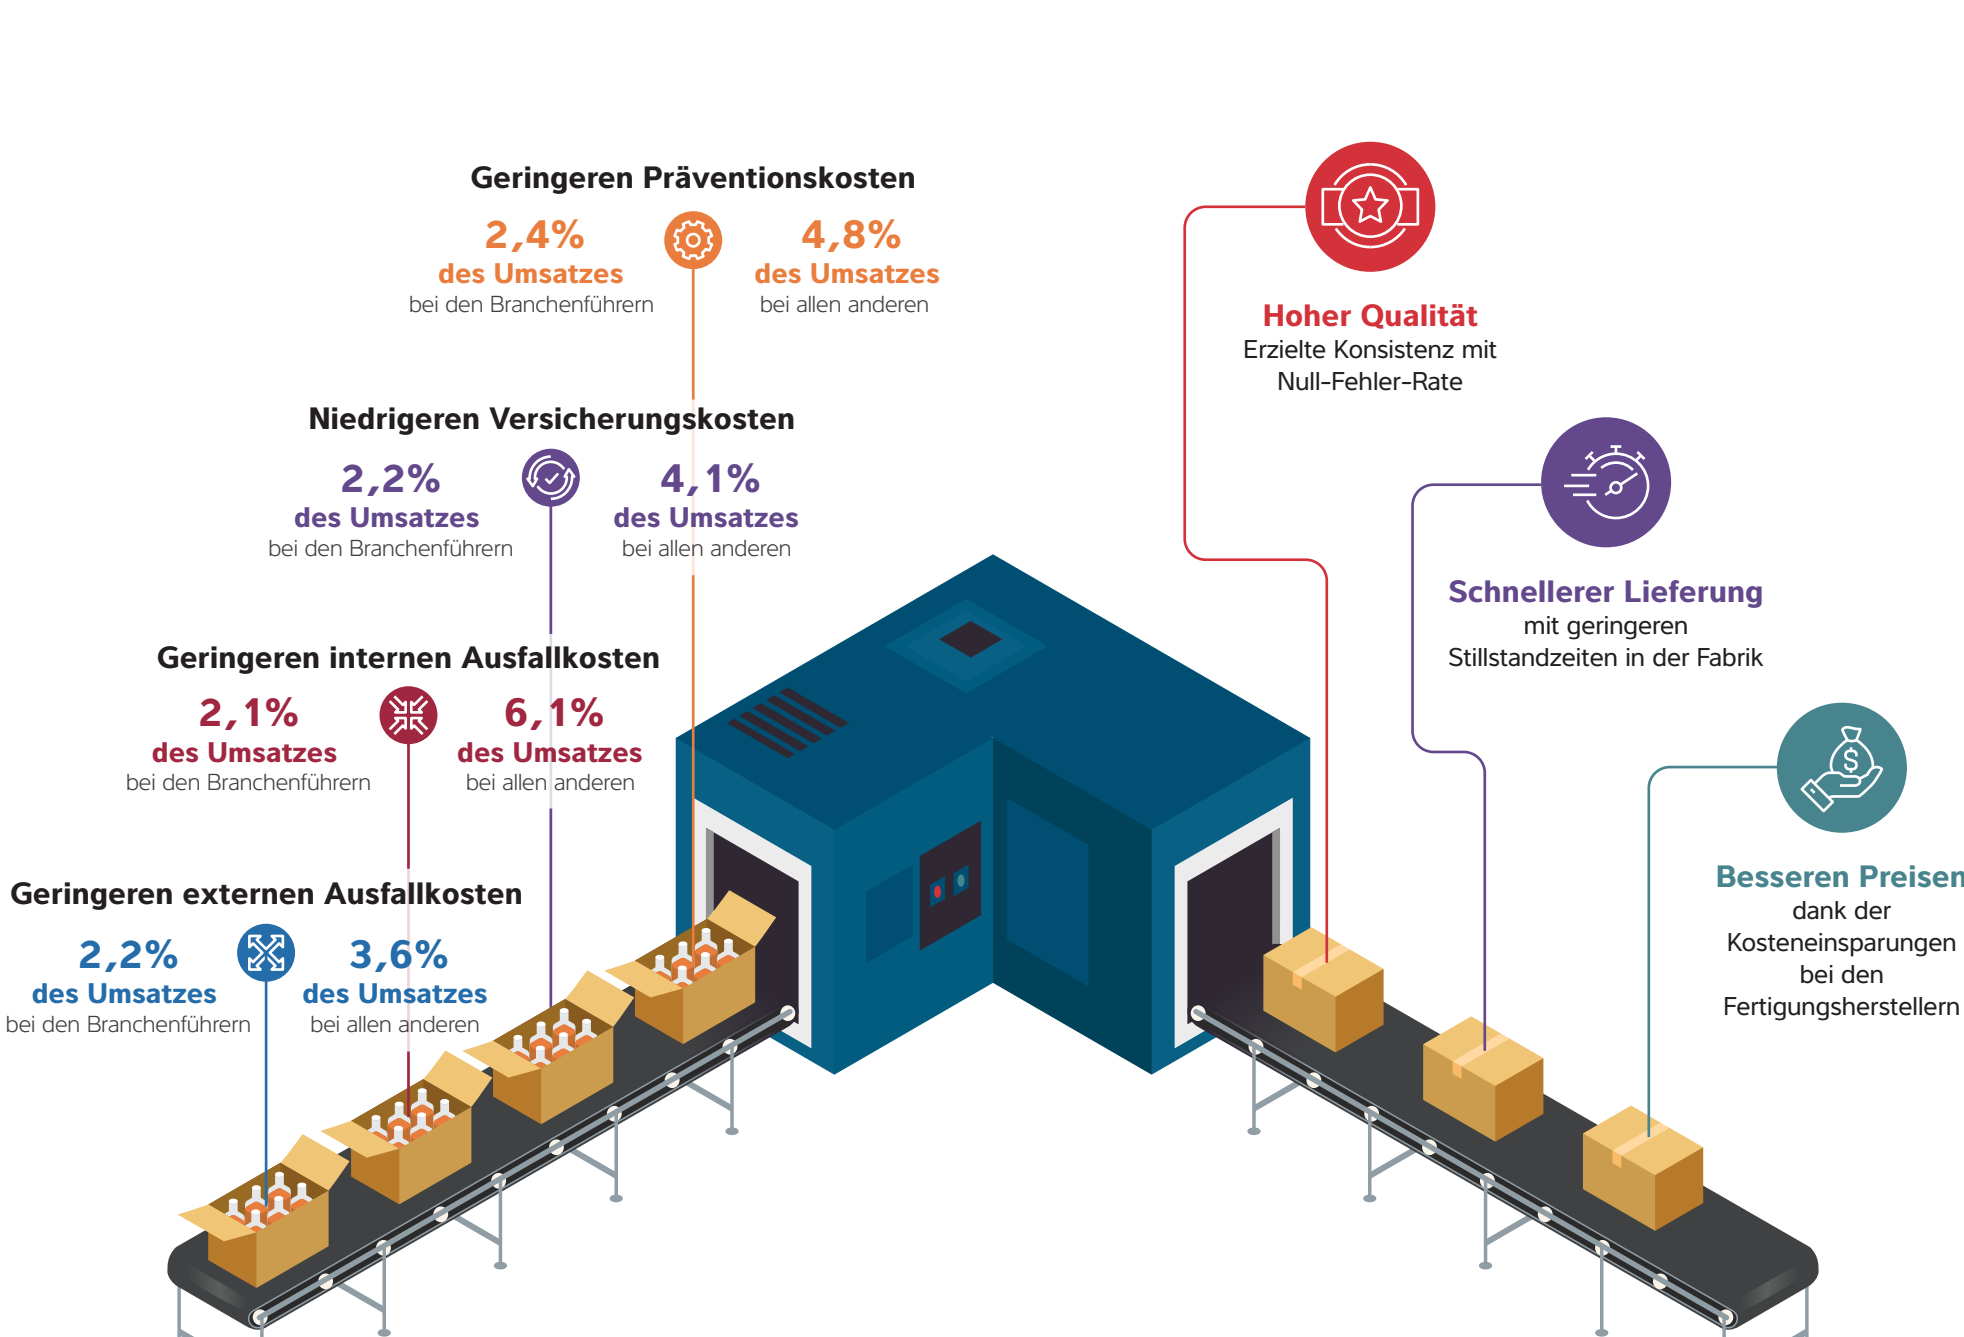 Geringeren Präventionskosten
2,4%
des Umsatzes
bei den Branchenführern
4,8%
des Umsatzes
bei allen anderen
Niedrigeren Versicherungskosten
2,2%
des Umsatzes
bei den Branchenführern
4,1%
des Umsatzes
bei allen anderen
Geringeren internen Ausfallkosten
2,1%
des Umsatzes
bei den Branchenführern
6,1%
des Umsatzes
bei allen anderen
Geringeren externen Ausfallkosten
2,2%
des Umsatzes
bei den Branchenführern
3,6%
des Umsatzes
bei allen anderen
Hoher Qualität
Erzielte Konsistenz mit
Null-Fehler-Rate
Schnellerer Lieferung
mit geringeren
Stillstandzeiten in der Fabrik
$
Besseren Preisen
dank der
Kosteneinsparungen
bei den
Fertigungsherstellern